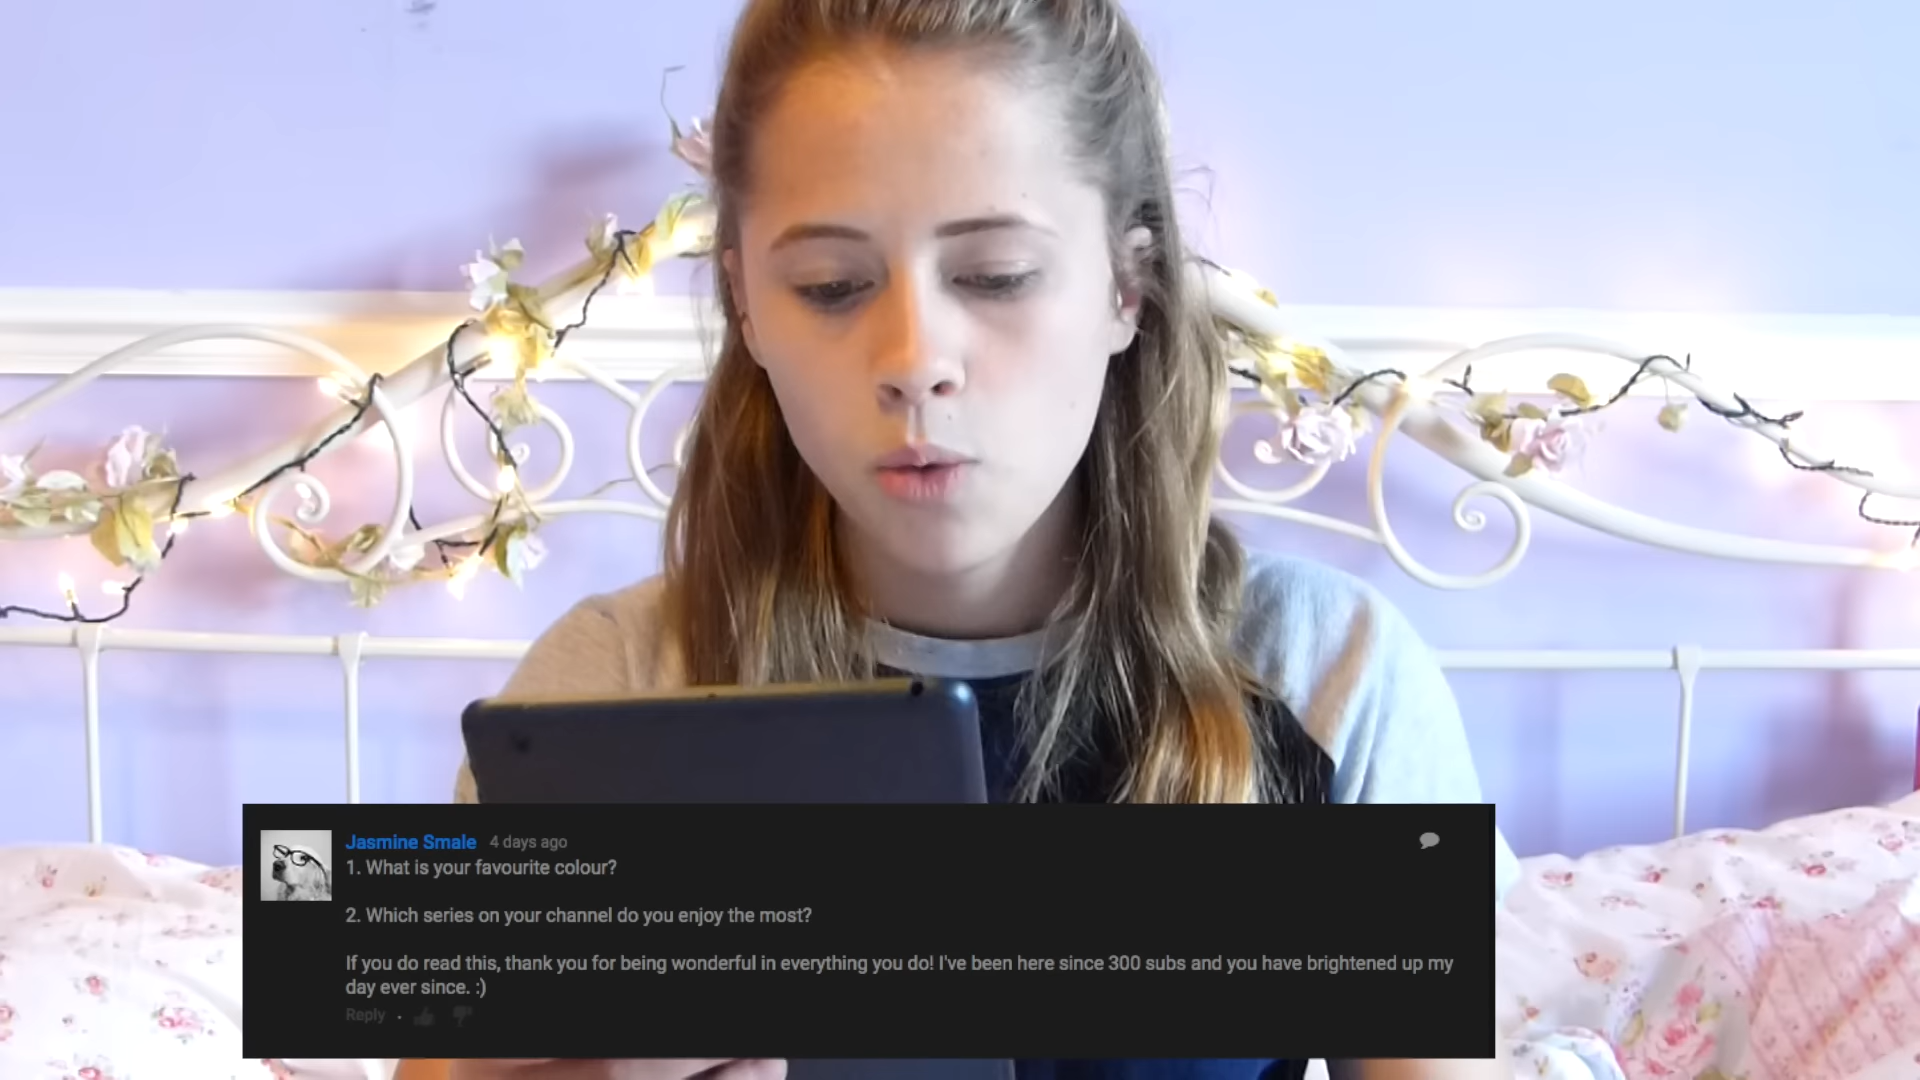 Jasmine Smale 4 days ago
1. What is your favourite colour?
2. Which series on your channel do you enjoy the most?
If you do read this, thank you for being wonderful in everything you do! I've been here since 300 subs and you have brightened up my
day ever since. :)
Reply ·